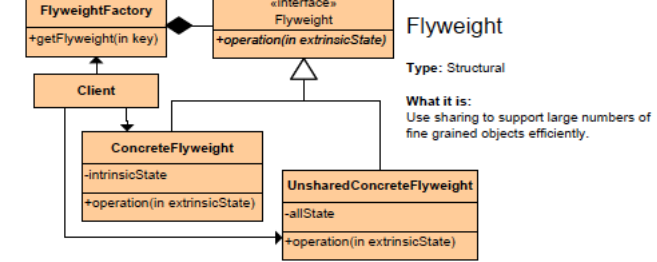 FlyweightFactory
+getFlyweight(in key)
«interface»
Flyweight
+operation(in extrinsicState)
Flyweight
Type: Structural
What it is:
Use sharing to support large numbers of
fine grained objects efficiently.
Client
ConcreteFlyweight
-intrinsicState
+operation(in extrinsicState)
UnsharedConcreteFlyweight
-allState
+operation(in extrinsicState)